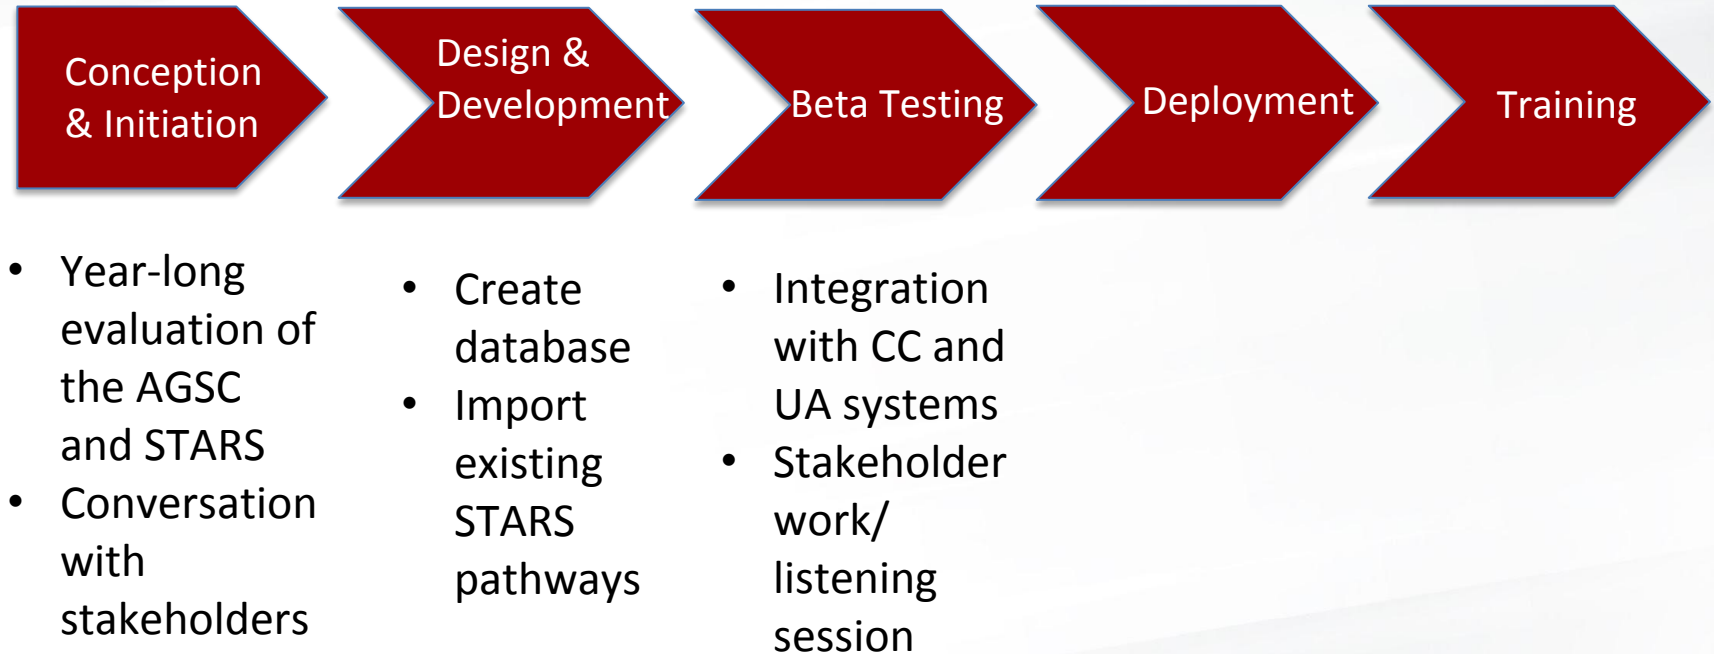 Conception
& Initiation
Design &
Development
Beta Testing
Deployment
Training
• Year-long
evaluation of
the AGSC
and STARS
• Conversation
with
stakeholders
• Create
database
• Import
existing
STARS
pathways
• Integration
with CC and
UA systems
• Stakeholder
work/
listening
session